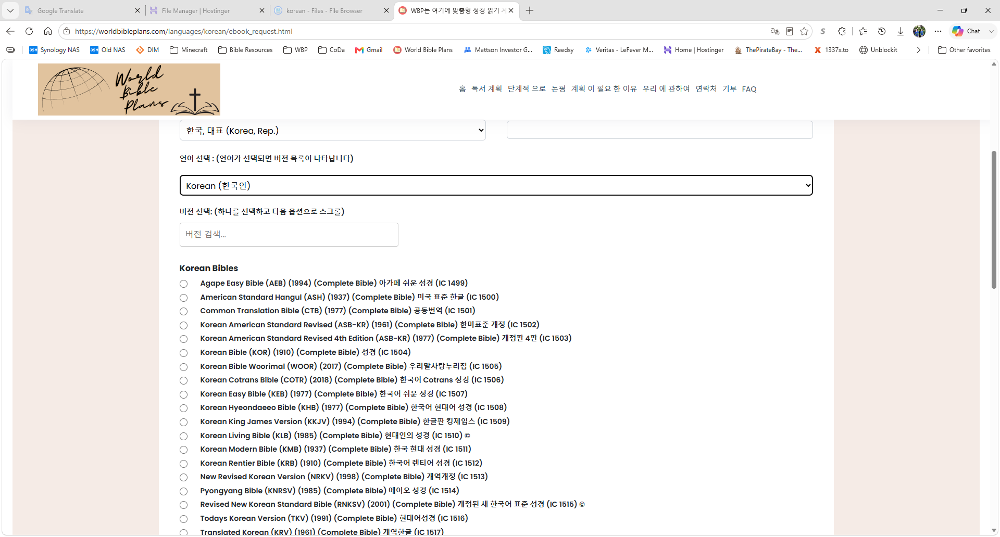 Google Translate
File Manager | Hostinger
korean - Files - File Browser
WBP는 여기에 맞춤형 성경 읽기
https://worldbibleplans.com/languages/korean/ebook_request.html
Chat
Synology NAS
Old NAS
DIM
Minecraft
Bible Resources
WBP
CoDa
Gmail
World Bible Plans
Mattson Investor G...
Reedsy
Veritas - LeFever M...
Home | Hostinger
ThePirateBay - The...
1337x.to
Unblockit
Other favorites
World
Bible
Plans
홈 독서 계획 단계적 으로 논평 계획 이 필요 한 이유 우리 에 관하여 연락처 기부 FAQ
한국, 대표 (Korea, Rep.)
언어 선택 : (언어가 선택되면 버전 목록이 나타납니다)
Korean (한국인)
버전 선택: (하나를 선택하고 다음 옵션으로 스크롤)
버전 검색...
Korean Bibles
Agape Easy Bible (AEB) (1994) (Complete Bible) 아가페 쉬운 성경 (IC 1499)
American Standard Hangul (ASH) (1937) (Complete Bible) 미국 표준 한글 (IC 1500)
Common Translation Bible (CTB) (1977) (Complete Bible) 공동번역 (IC 1501)
Korean American Standard Revised (ASB-KR) (1961) (Complete Bible) 한미표준 개정 (IC 1502)
Korean American Standard Revised 4th Edition (ASB-KR) (1977) (Complete Bible) 개정판 4판 (IC 1503)
Korean Bible (KOR) (1910) (Complete Bible) 성경 (IC 1504)
Korean Bible Woorimal (WOOR) (2017) (Complete Bible) 우리말사랑누리집 (IC 1505)
Korean Cotrans Bible (COTR) (2018) (Complete Bible) 한국어 Cotrans 성경 (IC 1506)
Korean Easy Bible (KEB) (1977) (Complete Bible) 한국어 쉬운 성경 (IC 1507)
Korean Hyeondaeeo Bible (KHB) (1977) (Complete Bible) 한국어 현대어 성경 (IC 1508)
Korean King James Version (KKJV) (1994) (Complete Bible) 한글판 킹제임스 (IC 1509)
Korean Living Bible (KLB) (1985) (Complete Bible) 현대인의 성경 (IC 1510) ©
Korean Modern Bible (KMB) (1937) (Complete Bible) 한국 현대 성경 (IC 1511)
Korean Rentier Bible (KRB) (1910) (Complete Bible) 한국어 렌티어 성경 (IC 1512)
New Revised Korean Version (NRKV) (1998) (Complete Bible) 개역개정 (IC 1513)
Pyongyang Bible (KNRSV) (1985) (Complete Bible) 에이오 성경 (IC 1514)
Revised New Korean Standard Bible (RNKSV) (2001) (Complete Bible) 개정된 새 한국어 표준 성경 (IC 1515) ©
Todays Korean Version (TKV) (1991) (Complete Bible) 현대어성경 (IC 1516)
Translated Korean (KRV) (1961) (Complete Bible) 개역한글 (IC 1517)